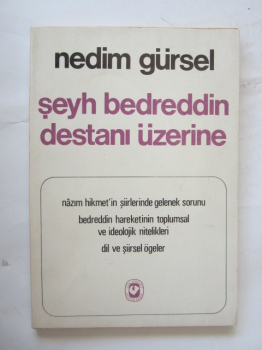 nedim gürsel
şeyh bedreddin
destanı üzerine
nâzım hikmet'in şiirlerinde gelenek sorunu
bedreddin hareketinin toplumsal
ve ideolojik nitelikleri
dil ve şiirsel ögeler